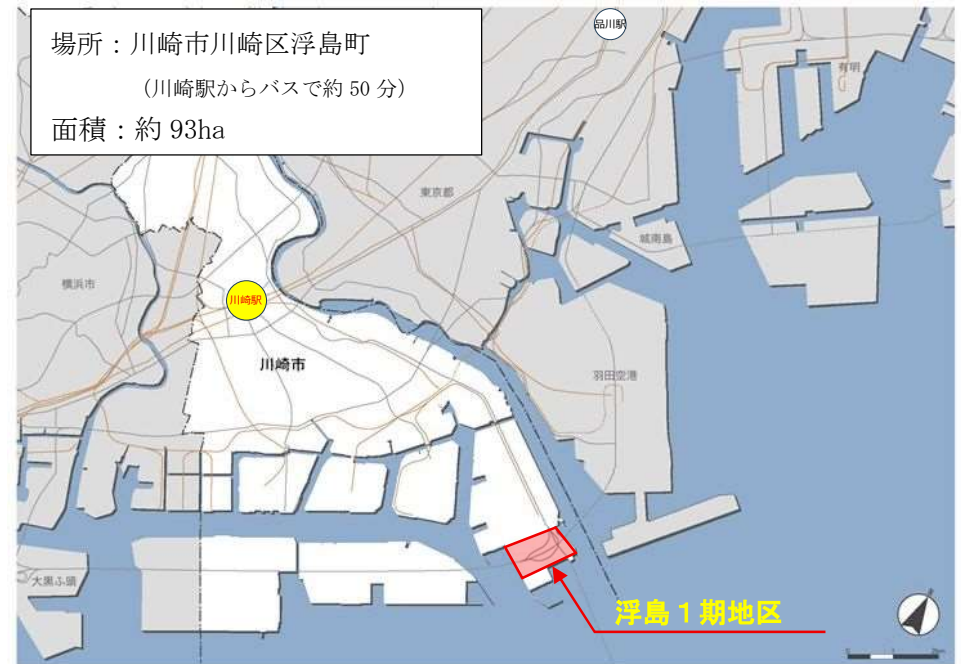 場所：川崎市川崎区浮島町
（川崎駅からバスで約 50 分）
面積：約 93ha
品川駅
有明
東京都
城南島
横浜市
川崎駅
川崎市
羽田空港
大黒ふ頭
浮島１期地区